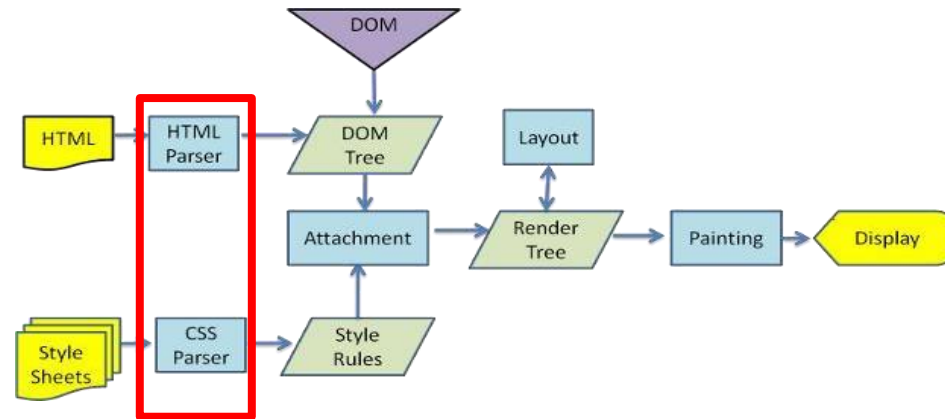 DOM
HTML
HTML
Parser
DOM
Tree
Layout
Attachment
Render
Tree
Painting
Display
Style
Sheets
CSS
Parser
Style
Rules